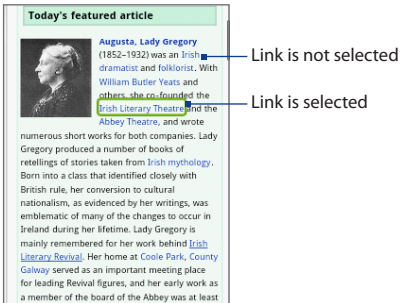 Today's featured article
Augusta, Lady Gregory
(1852–1932) was an Irish
dramatist and folklorist. With
William Butler Yeats and
others, she co-founded the
Irish Literary Theatre and the
Abbey Theatre, and wrote
numerous short works for both companies. Lady
Gregory produced a number of books of
retellings of stories taken from Irish mythology.
Born into a class that identified closely with
British rule, her conversion to cultural
nationalism, as evidenced by her writings, was
emblematic of many of the changes to occur in
Ireland during her lifetime. Lady Gregory is
mainly remembered for her work behind Irish
Literary Revival. Her home at Coole Park, County
Galway served as an important meeting place
for leading Revival figures, and her early work as
a member of the board of the Abbey was at least
Link is not selected
Link is selected